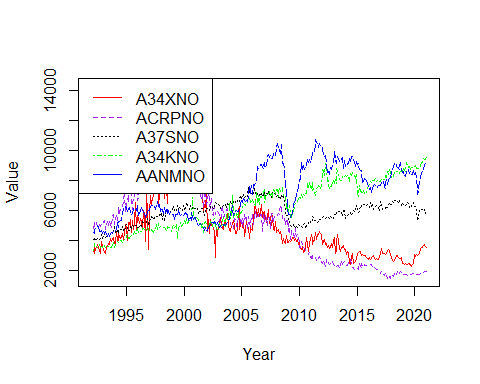 A34XNO
ACRPNO
A37SNO
A34KNO
AANMNO
Value
2000
6000
10000
14000
1995
2000
2005
2010
2015
2020
Year